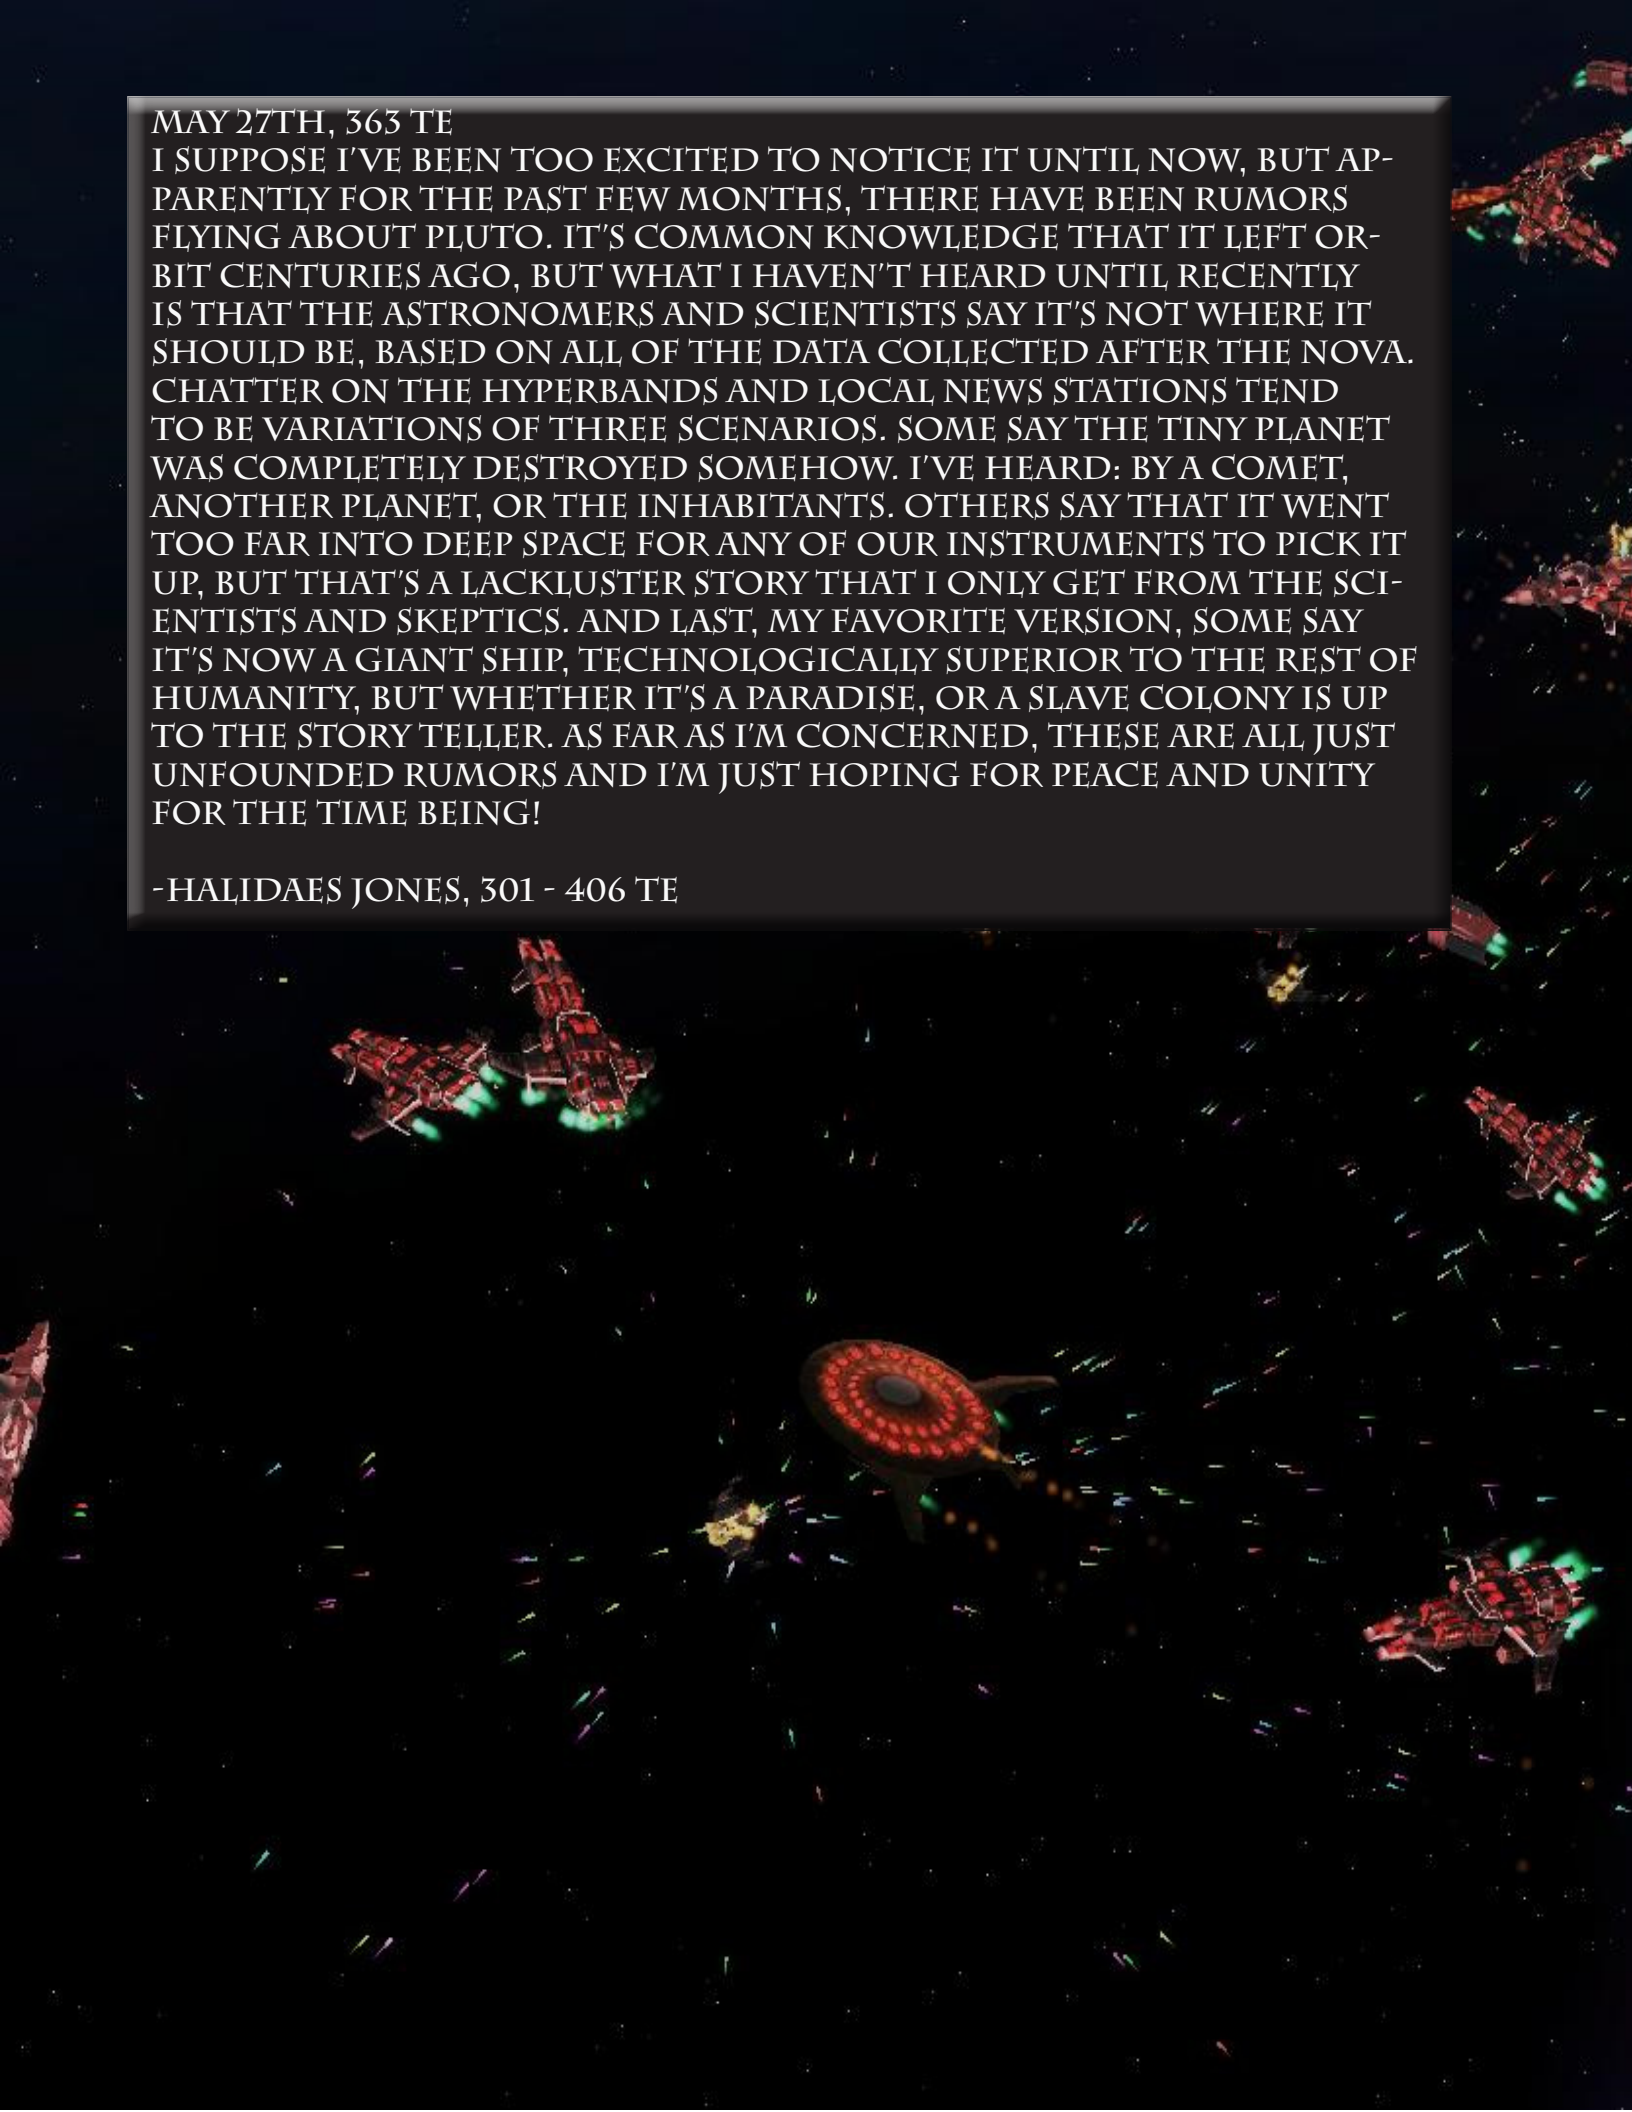 MAY 27TH, 363 TE
I SUPPOSE I'VE BEEN TOO EXCITED TO NOTICE IT UNTIL NOW, BUT AP-
PARENTLY FOR THE PAST FEW MONTHS, THERE HAVE BEEN RUMORS
FLYING ABOUT PLUTO. IT'S COMMON KNOWLEDGE THAT IT LEFT OR-
BIT CENTURIES AGO, BUT WHAT I HAVEN'T HEARD UNTIL RECENTLY
IS THAT THE ASTRONOMERS AND SCIENTISTS SAY IT'S NOT WHERE IT
SHOULD BE, BASED ON ALL OF THE DATA COLLECTED AFTER THE NOVA.
CHATTER ON THE HYPERBANDS AND LOCAL NEWS STATIONS TEND
TO BE VARIATIONS OF THREE SCENARIOS. SOME SAY THE TINY PLANET
WAS COMPLETELY DESTROYED SOMEHOW. I'VE HEARD: BY A COMET,
ANOTHER PLANET, OR THE INHABITANTS. OTHERS SAY THAT IT WENT
TOO FAR INTO DEEP SPACE FOR ANY OF OUR INSTRUMENTS TO PICK IT
UP, BUT THAT'S A LACKLUSTER STORY THAT I ONLY GET FROM THE SCI-
ENTISTS AND SKEPTICS. AND LAST, MY FAVORITE VERSION, SOME SAY
IT'S NOW A GIANT SHIP, TECHNOLOGICALLY SUPERIOR TO THE REST OF
HUMANITY, BUT WHETHER IT'S A PARADISE, OR A SLAVE COLONY IS UP
TO THE STORY TELLER. AS FAR AS I'M CONCERNED, THESE ARE ALL JUST
UNFOUNDED RUMORS AND I'M JUST HOPING FOR PEACE AND UNITY
FOR THE TIME BEING!
-HALIDAES JONES, 301 - 406 TE